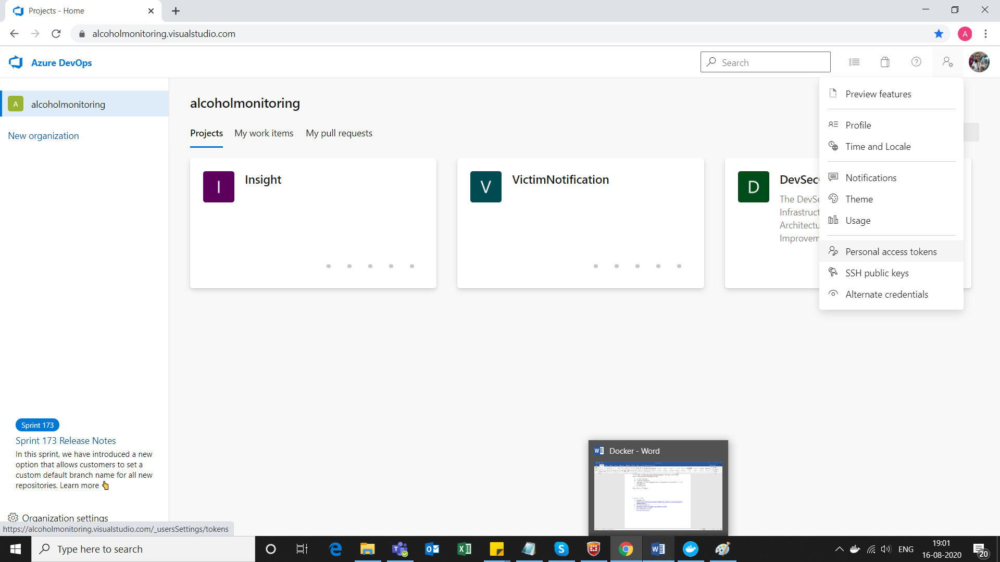 Projects - Home
alcoholmonitoring.visualstudio.com
A
Azure DevOps
Search
A
alcoholmonitoring
New organization
alcoholmonitoring
Projects
My work items
My pull requests
I
Insight
V
VictimNotification
D
DevSec
The DevSe
Infrastruct
Architectu
Improvem
Preview features
Profile
Time and Locale
Notifications
Theme
Usage
Personal access tokens
SSH public keys
Alternate credentials
Sprint 173
Sprint 173 Release Notes
In this sprint, we have introduced a new
option that allows customers to set a
custom default branch name for all new
repositories. Learn more
Organization settings
https://alcoholmonitoring.visualstudio.com/_usersSettings/tokens
Docker - Word
Type here to search
ENG
19:01
16-08-2020
20